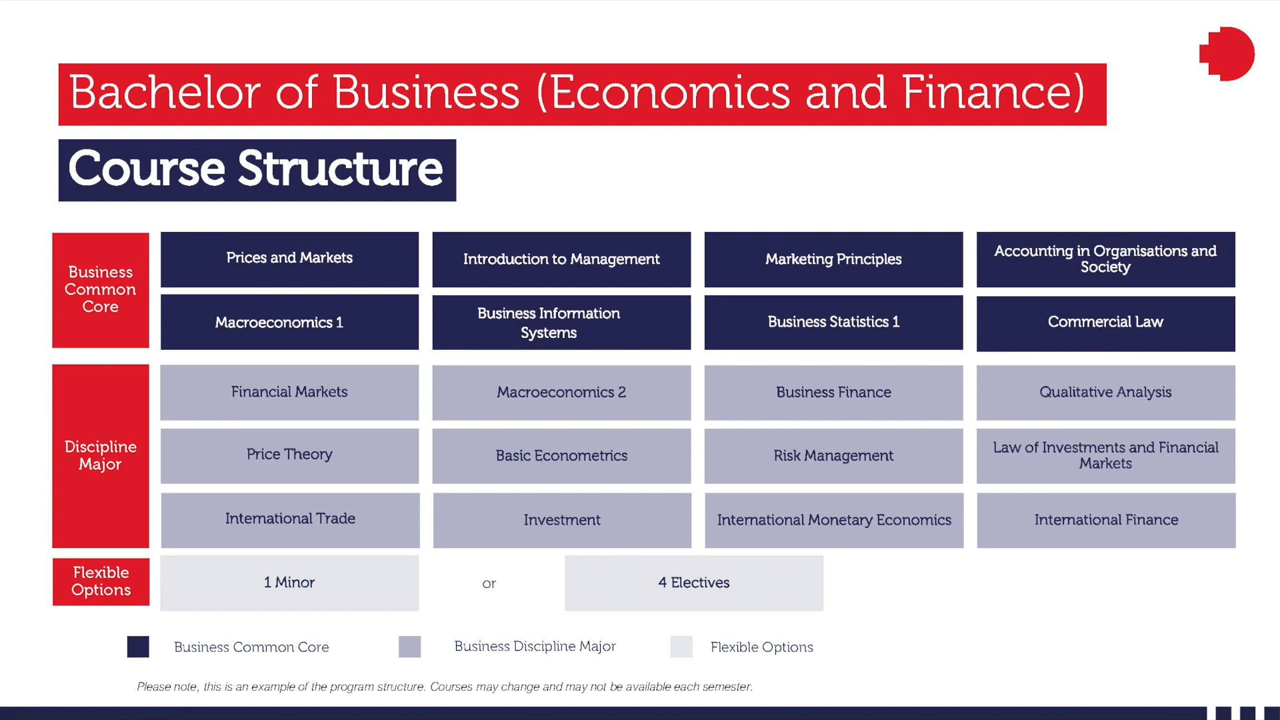 Bachelor of Business (Economics and Finance)
Course Structure
Business
Common
Core
Prices and Markets
Introduction to Management
Marketing Principles
Accounting in Organisations and
Society
Macroeconomics 1
Business Information
Systems
Business Statistics 1
Commercial Law
Discipline
Major
Financial Markets
Macroeconomics 2
Business Finance
Qualitative Analysis
Price Theory
Basic Econometrics
Risk Management
Law of Investments and Financial
Markets
International Trade
Investment
International Monetary Economics
International Finance
Flexible
Options
1 Minor
or
4 Electives
Business Common Core
Business Discipline Major
Flexible Options
Please note, this is an example of the program structure. Courses may change and may not be available each semester.